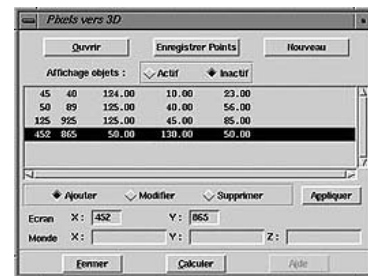 Pixels vers 3D
Ouvrir Enregistrer Points Nouveau
Affichage objets : Actif Inactif
45 40 124.00 10.00 23.00
50 89 125.00 40.00 56.00
125 925 125.00 45.00 85.00
452 865 50.00 130.00 50.00
Ajouter Modifier Supprimer Appliquer
Ecran X: 452 Y: 865
Monde X: Y: Z:
Fermer Calculer Aide